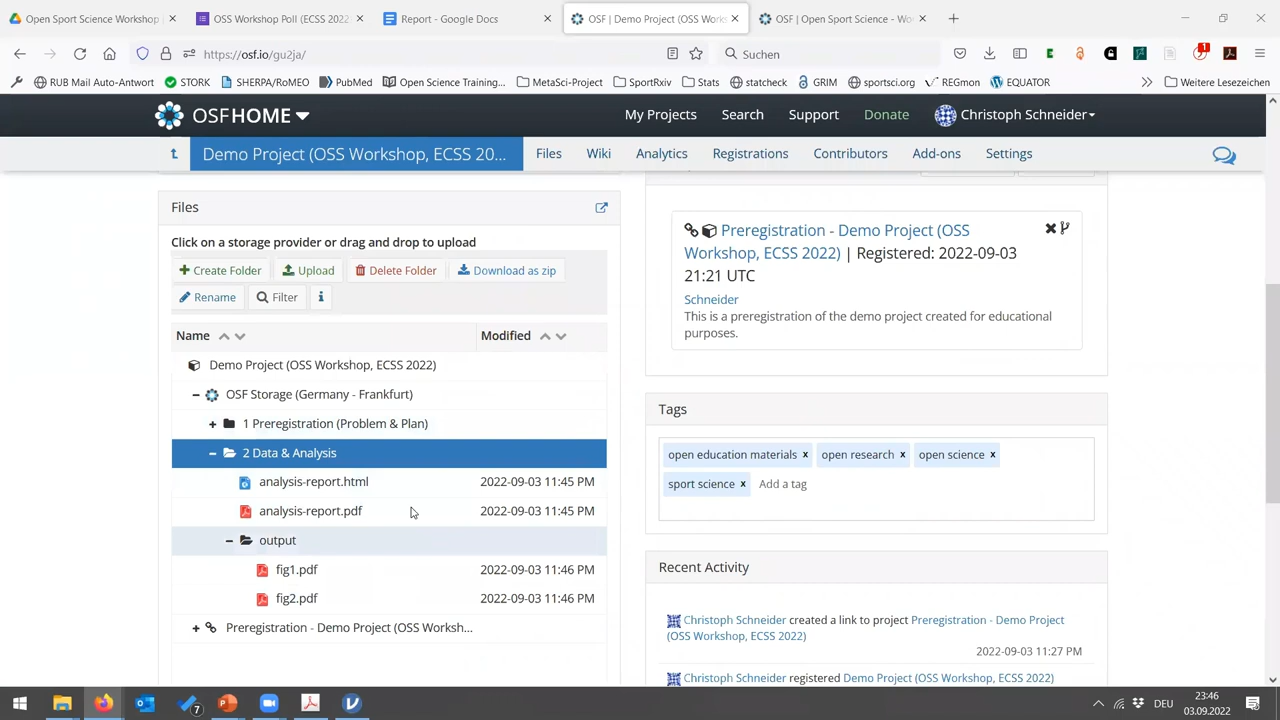 Open Sport Science Workshop
OSS Workshop Poll (ECSS 2022)
Report - Google Docs
OSF | Demo Project (OSS Wor
OSF | Open Sport Science - Wo
https://osf.io/gu2ja/
Suchen
1
RUB Mail Auto-Antwort
STORK
SHERPA/RoMEO
PubMed
Open Science Training...
MetaSci-Project
SportRxiv
Stats
statcheck
GRIM
sportsci.org
REGmon
EQUATOR
Weitere Lesezeichen
OSFHOME
My Projects
Search
Support
Donate
Christoph Schneider
Demo Project (OSS Workshop, ECSS 20...
Files
Wiki
Analytics
Registrations
Contributors
Add-ons
Settings
Files
Click on a storage provider or drag and drop to upload
Create Folder
Upload
Delete Folder
Download as zip
Rename
Filter
i
Name
Modified
Demo Project (OSS Workshop, ECSS 2022)
OSF Storage (Germany - Frankfurt)
1 Preregistration (Problem & Plan)
2 Data & Analysis
analysis-report.html 2022-09-03 11:45 PM
analysis-report.pdf 2022-09-03 11:45 PM
output
fig1.pdf 2022-09-03 11:46 PM
fig2.pdf 2022-09-03 11:46 PM
Preregistration - Demo Project (OSS Worksh...
Preregistration - Demo Project (OSS
Workshop, ECSS 2022) | Registered: 2022-09-03
21:21 UTC
Schneider
This is a preregistration of the demo project created for educational
purposes.
Tags
open education materials x
open research x
open science x
sport science x
Add a tag
Recent Activity
Christoph Schneider created a link to project Preregistration - Demo Project
(OSS Workshop, ECSS 2022)
2022-09-03 11:27 PM
Christoph Schneider registered Demo Project (OSS Workshop, ECSS 2022)
7
DEU
23:46
03.09.2022